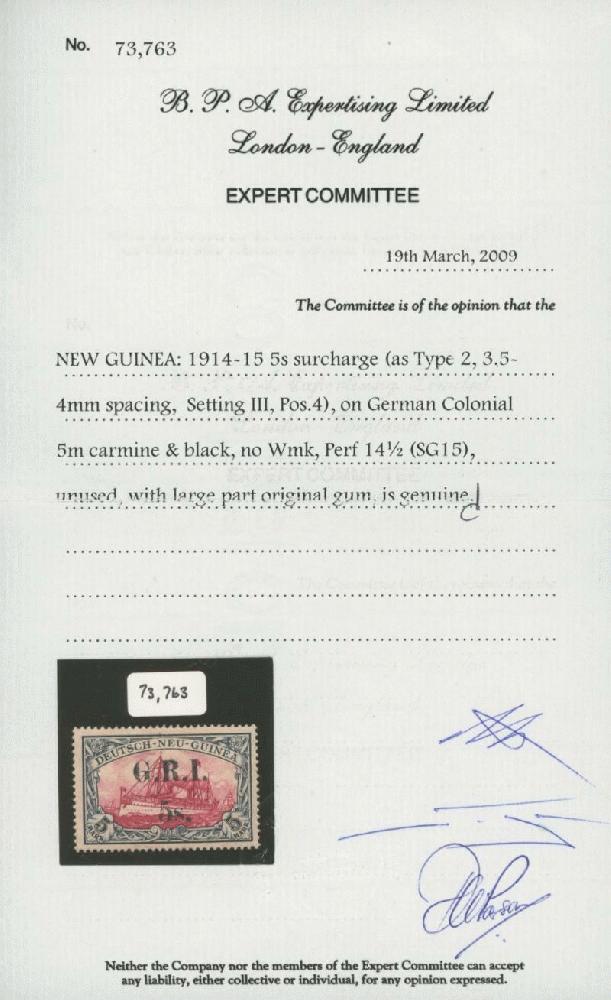 No. 73,763
B. P. A. Expertising Limited
London - England
EXPERT COMMITTEE
19th March, 2009
The Committee is of the opinion that the
NEW GUINEA: 1914-15 5s surcharge (as Type 2, 3.5-
4mm spacing, Setting III, Pos.4), on German Colonial
5m carmine & black, no Wmk, Perf 14½ (SG15),
unused, with large part original gum, is genuine.
73,763
DEUTSCH-NEU-GUINEA
G.R.I.
5s.
5 5
Neither the Company nor the members of the Expert Committee can accept
any liability, either collective or individual, for any opinion expressed.